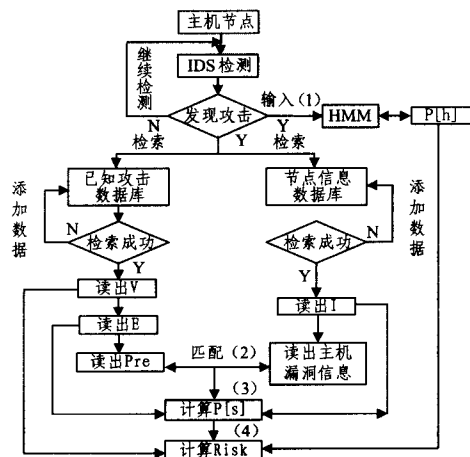 主机节点
继续检测
IDS检测
发现攻击
输入（1）
HMM
P[h]
N
Y
Y
检索
检索
已知攻击
数据库
节点信息
数据库
添加数据
添加数据
N
检索成功
检索成功
N
Y
Y
读出V
读出I
读出E
读出Pre
匹配（2）
读出主机
漏洞信息
（3）
计算P[s]
（4）
计算Risk